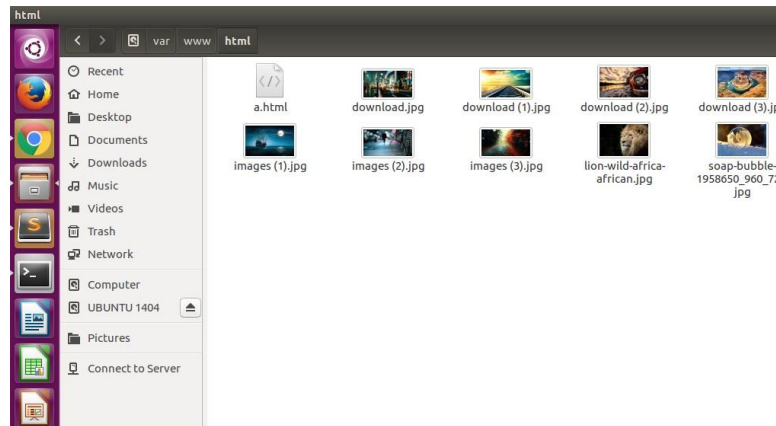 html
var www html
Recent
Home
Desktop
Documents
Downloads
Music
Videos
Trash
Network
Computer
UBUNTU 1404
Pictures
Connect to Server
a.html download.jpg download (1).jpg download (2).jpg download (3).jp
images (1).jpg images (2).jpg images (3).jpg lion-wild-africa- soap-bubble-
african.jpg 1958650_960_72
jpg